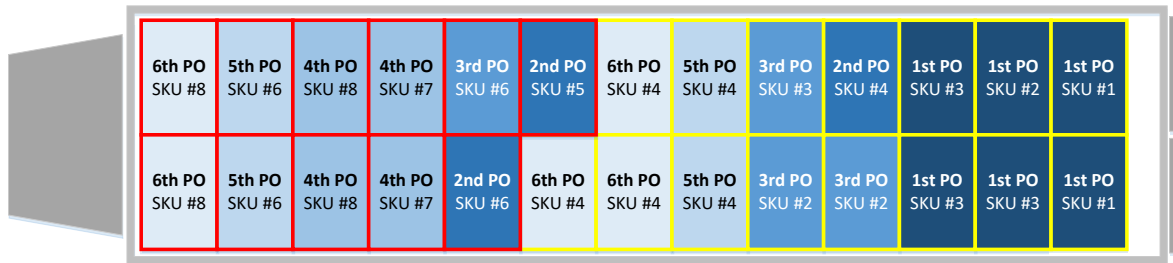 6th PO 5th PO 4th PO 4th PO 3rd PO 2nd PO 6th PO 5th PO 3rd PO 2nd PO 1st PO 1st PO 1st PO
SKU #8 SKU #6 SKU #8 SKU #7 SKU #6 SKU #5 SKU #4 SKU #4 SKU #3 SKU #4 SKU #3 SKU #2 SKU #1
6th PO 5th PO 4th PO 4th PO 2nd PO 6th PO 6th PO 5th PO 3rd PO 3rd PO 1st PO 1st PO 1st PO
SKU #8 SKU #6 SKU #8 SKU #7 SKU #6 SKU #4 SKU #4 SKU #4 SKU #2 SKU #2 SKU #3 SKU #3 SKU #1